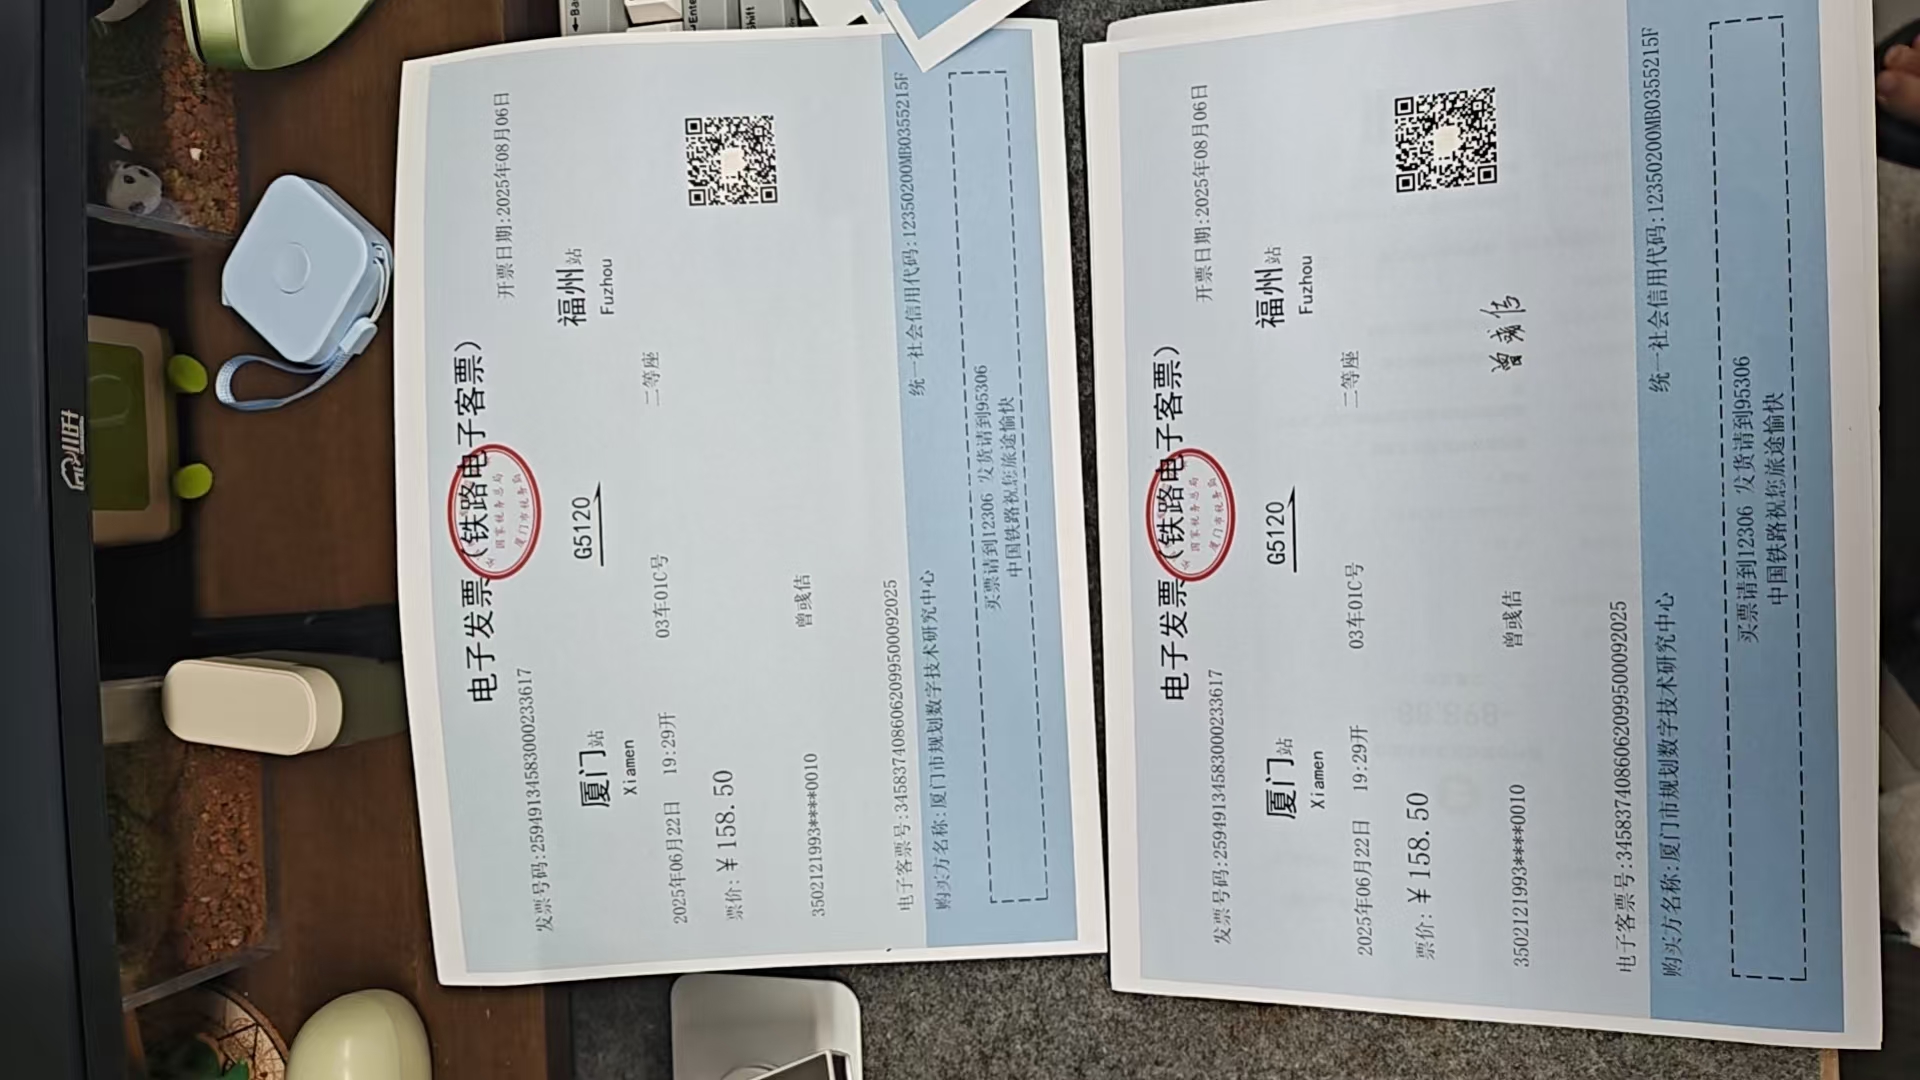 电子发票(铁路电子客票)
国家税务总局
厦门市税务局
发票号码:25949134583000233617
开票日期:2025年08月06日
厦门站
G5120
福州站
Xiamen
Fuzhou
2025年06月22日
19:29开
03车01C号
二等座
票价:¥158.50
3502121993****0010
曾彧佶
电子客票号:3458374086062099500092025
购买方名称:厦门市规划数字技术研究中心
统一社会信用代码:12350200MB0355215F
买票请到12306 发货请到95306
中国铁路祝您旅途愉快
电子发票(铁路电子客票)
国家税务总局
厦门市税务局
发票号码:25949134583000233617
开票日期:2025年08月06日
厦门站
G5120
福州站
Xiamen
Fuzhou
2025年06月22日
19:29开
03车01C号
二等座
票价:¥158.50
3502121993****0010
曾彧佶
电子客票号:3458374086062099500092025
购买方名称:厦门市规划数字技术研究中心
统一社会信用代码:12350200MB0355215F
买票请到12306 发货请到95306
中国铁路祝您旅途愉快
Enter